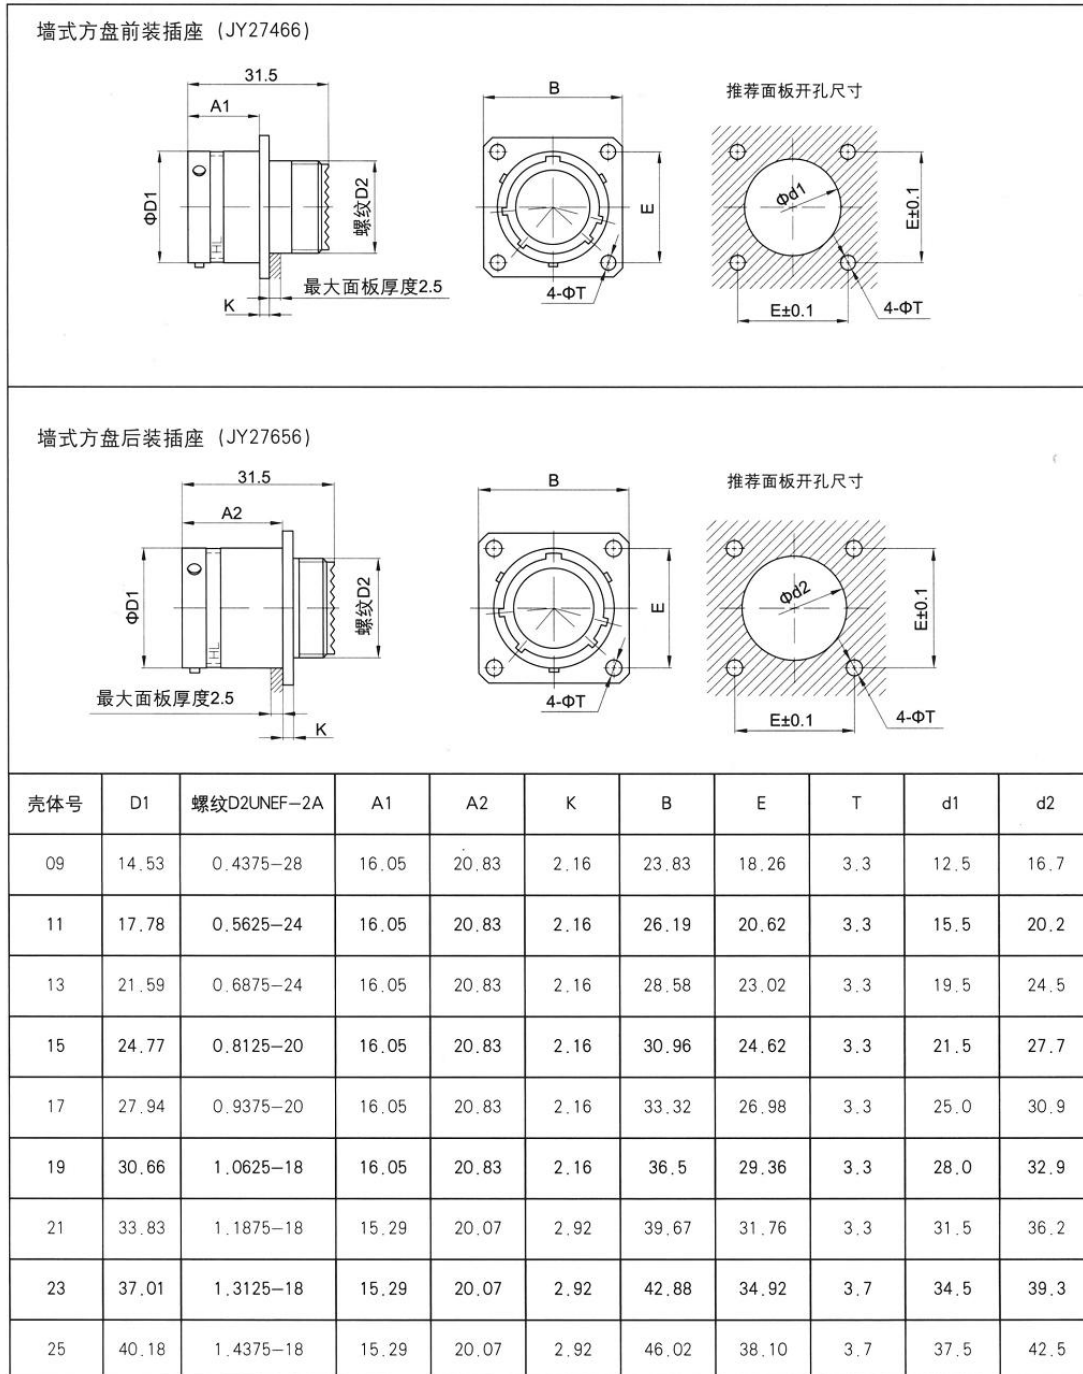 墙式方盘前装插座 (JY27466)
31.5
A1
ΦD1
螺纹D2
HL
最大面板厚度2.5
K
B
E
4-ΦT
推荐面板开孔尺寸
Φd1
E±0.1
E±0.1
4-ΦT
墙式方盘后装插座 (JY27656)
31.5
A2
ΦD1
螺纹D2
HL
最大面板厚度2.5
K
B
E
4-ΦT
推荐面板开孔尺寸
Φd2
E±0.1
E±0.1
4-ΦT
壳体号 D1 螺纹D2UNEF-2A A1 A2 K B E T d1 d2
09 14.53 0.4375-28 16.05 20.83 2.16 23.83 18.26 3.3 12.5 16.7
11 17.78 0.5625-24 16.05 20.83 2.16 26.19 20.62 3.3 15.5 20.2
13 21.59 0.6875-24 16.05 20.83 2.16 28.58 23.02 3.3 19.5 24.5
15 24.77 0.8125-20 16.05 20.83 2.16 30.96 24.62 3.3 21.5 27.7
17 27.94 0.9375-20 16.05 20.83 2.16 33.32 26.98 3.3 25.0 30.9
19 30.66 1.0625-18 16.05 20.83 2.16 36.5 29.36 3.3 28.0 32.9
21 33.83 1.1875-18 15.29 20.07 2.92 39.67 31.76 3.3 31.5 36.2
23 37.01 1.3125-18 15.29 20.07 2.92 42.88 34.92 3.7 34.5 39.3
25 40.18 1.4375-18 15.29 20.07 2.92 46.02 38.10 3.7 37.5 42.5